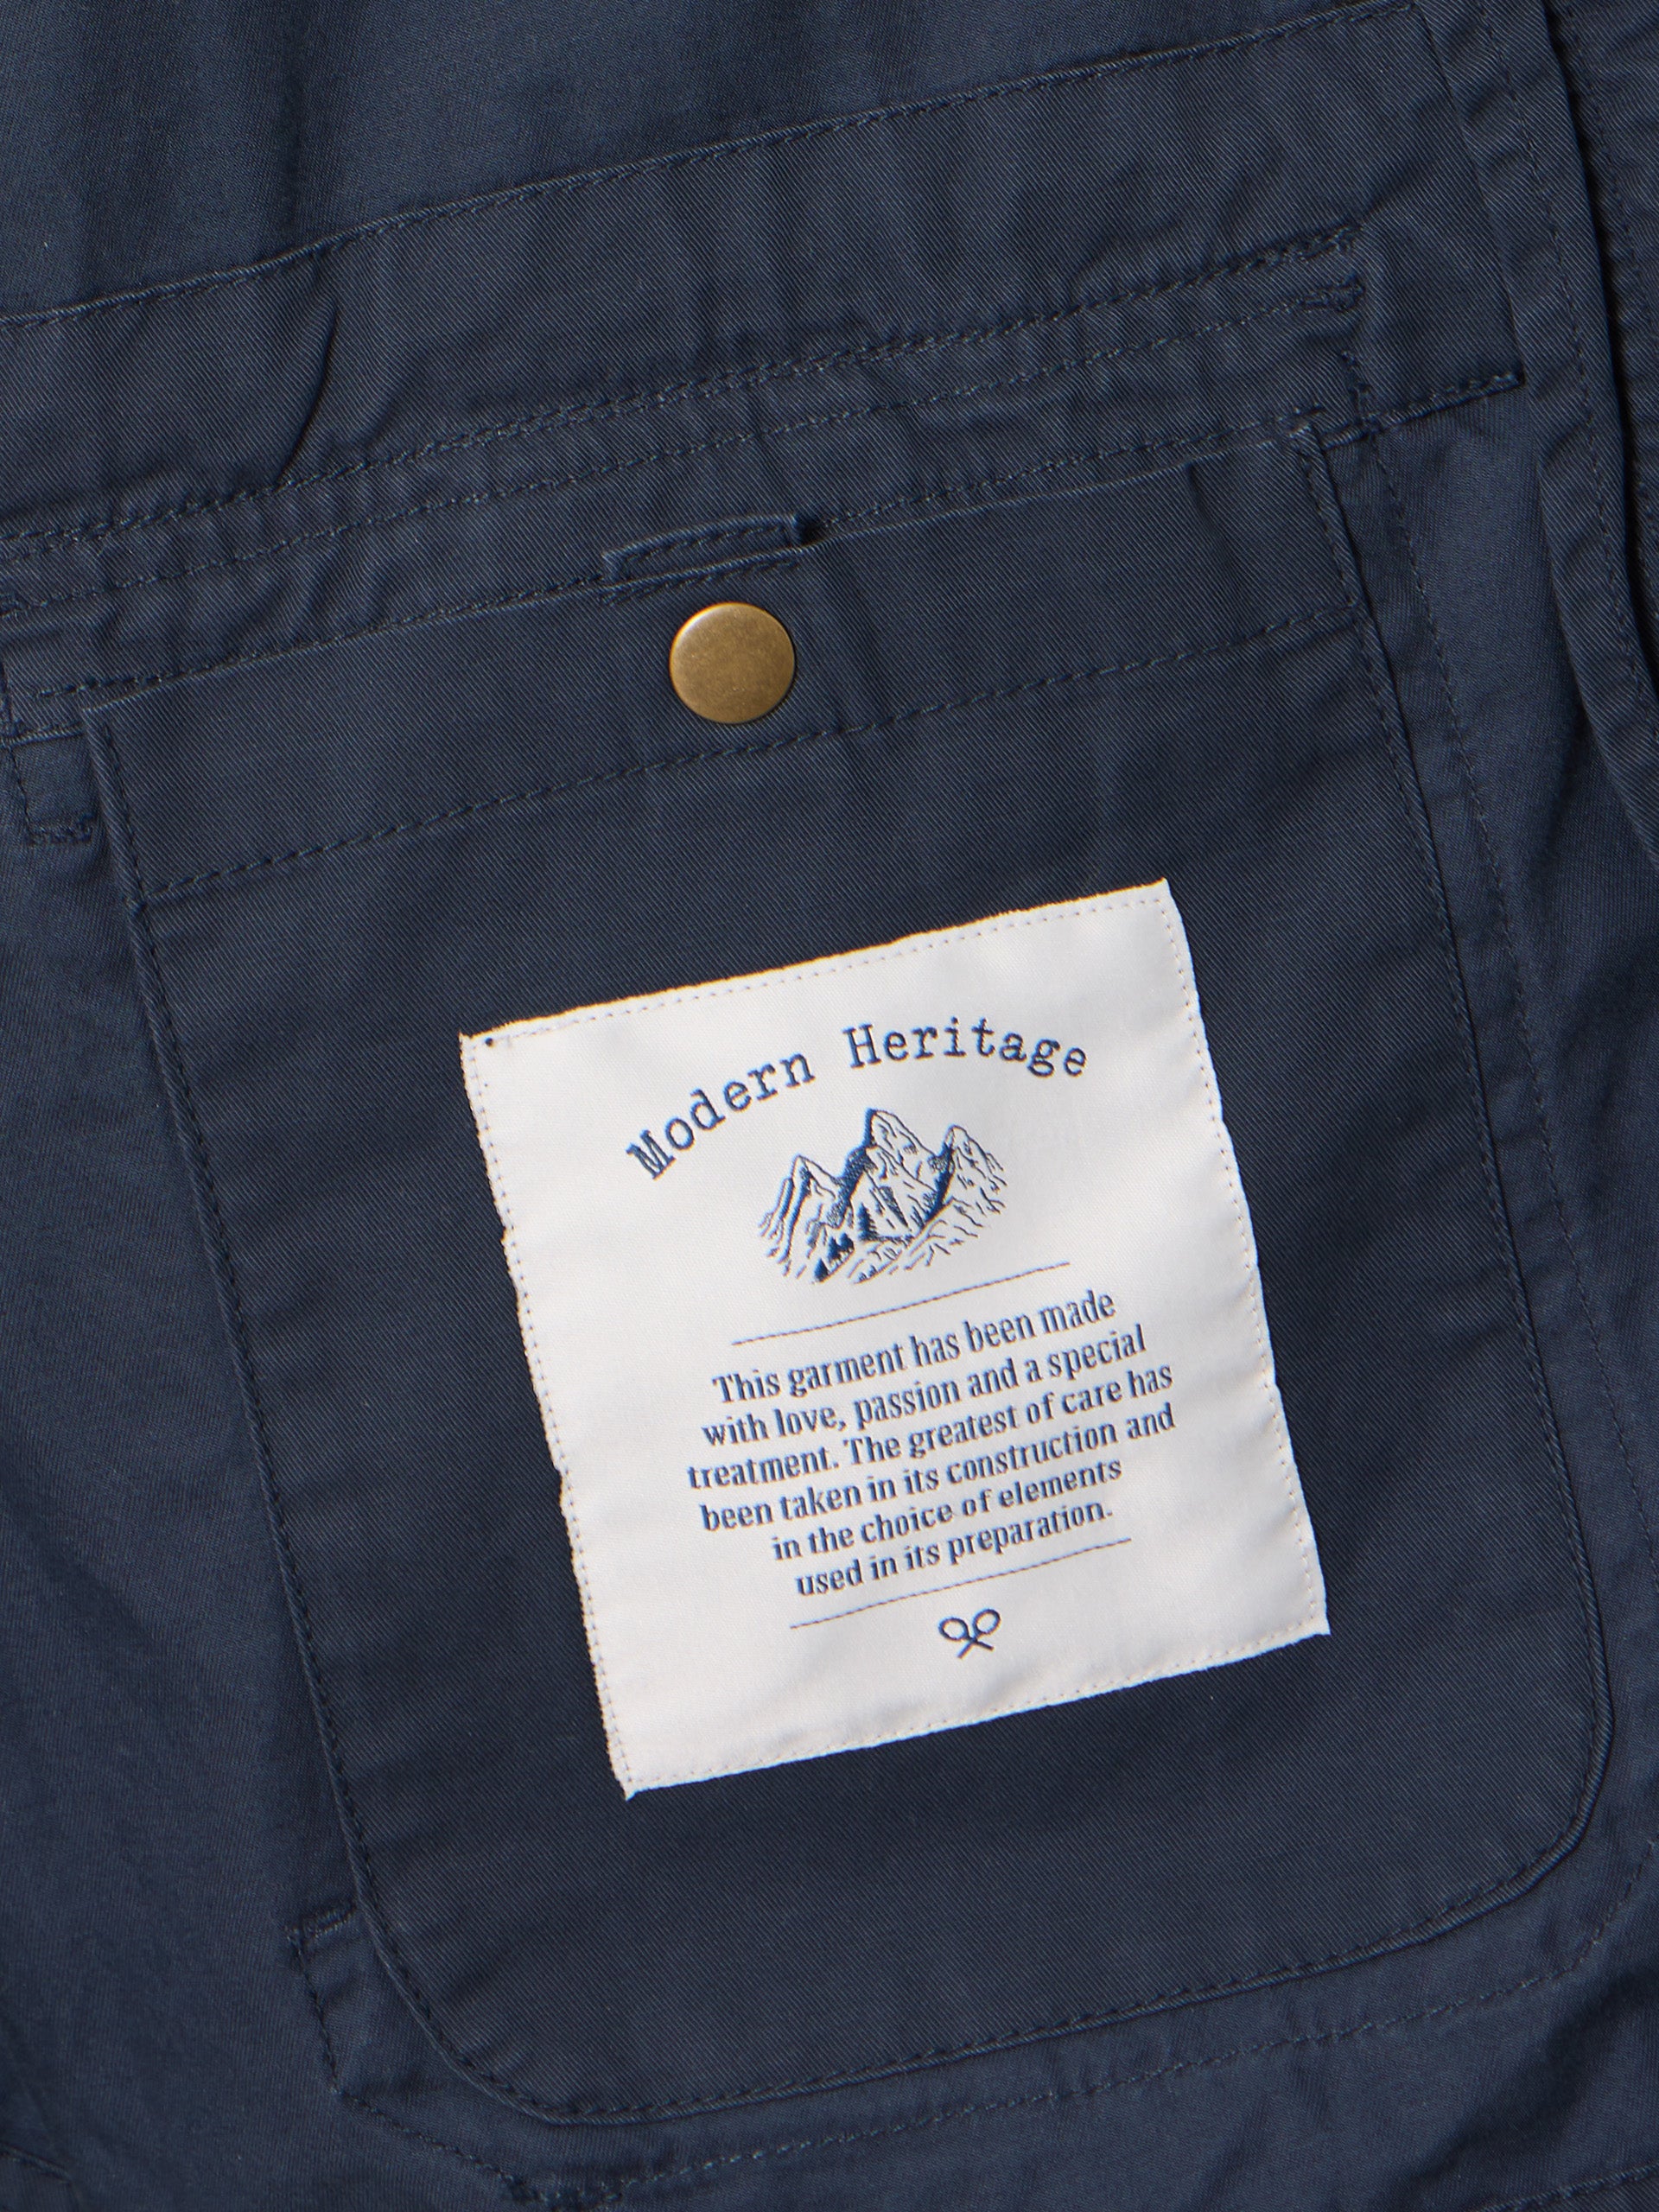 Modern Heritage
This garment has been made
with love, passion and a special
treatment. The greatest of care has
been taken in its construction and
in the choice of elements
used in its preparation.